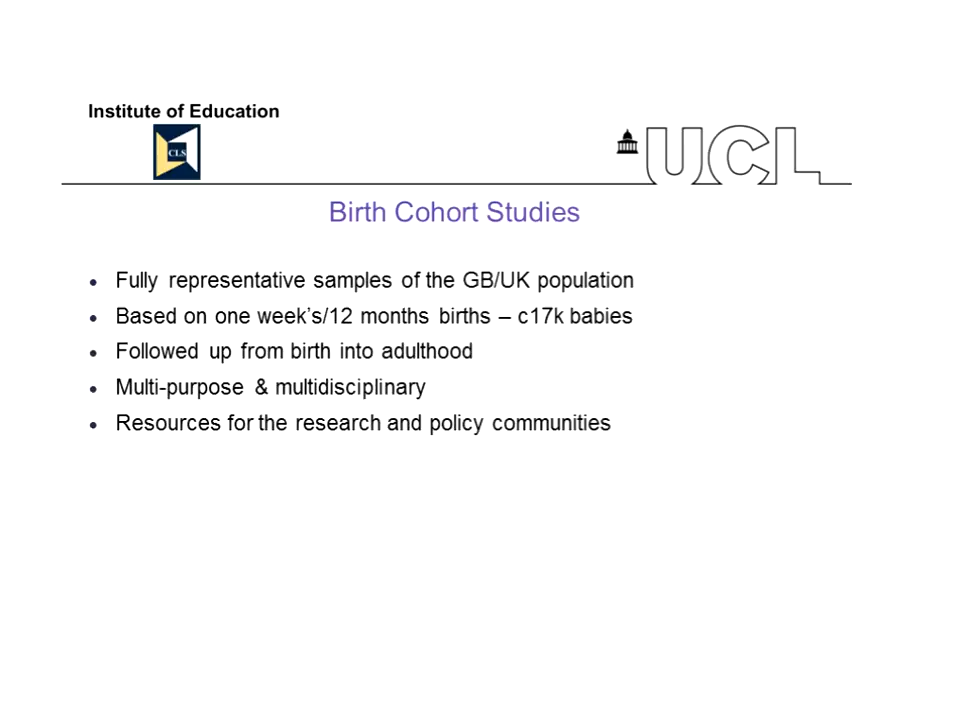 Institute of Education
CLS
UCL
Birth Cohort Studies
• Fully representative samples of the GB/UK population
• Based on one week's/12 months births – c17k babies
• Followed up from birth into adulthood
• Multi-purpose & multidisciplinary
• Resources for the research and policy communities